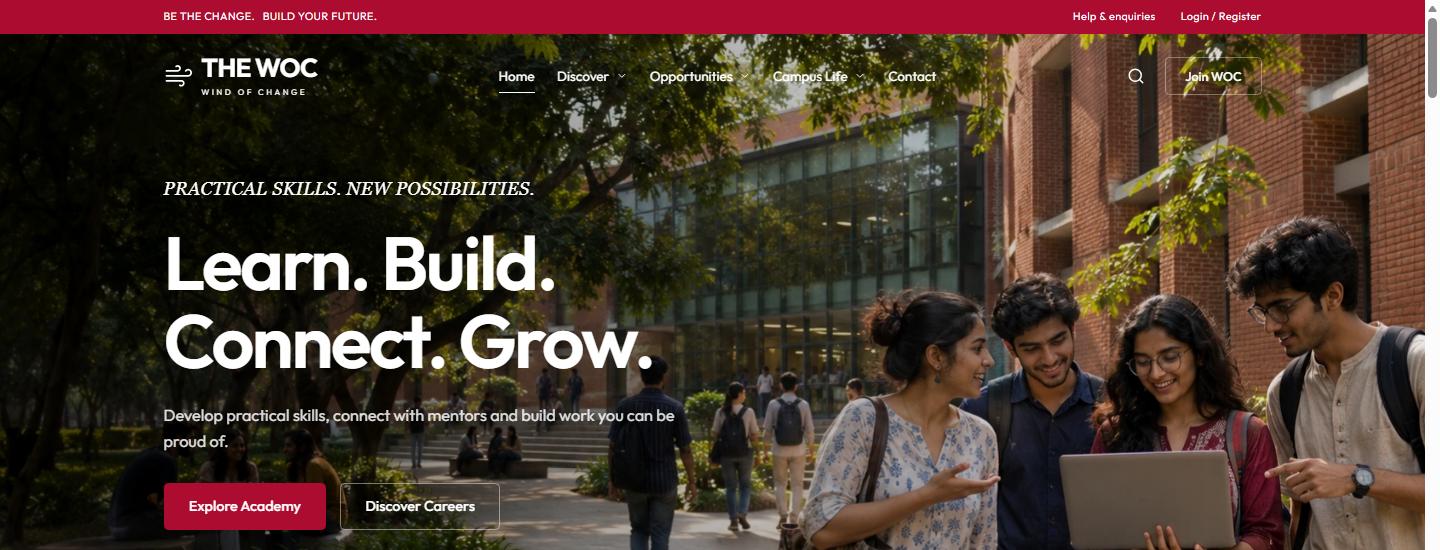 BE THE CHANGE. BUILD YOUR FUTURE.
Help & enquiries
Login / Register
THE WOC
WIND OF CHANGE
Home
Discover
Opportunities
Campus Life
Contact
Join WOC
PRACTICAL SKILLS. NEW POSSIBILITIES.
Learn. Build.
Connect. Grow.
Develop practical skills, connect with mentors and build work you can be
proud of.
Explore Academy
Discover Careers